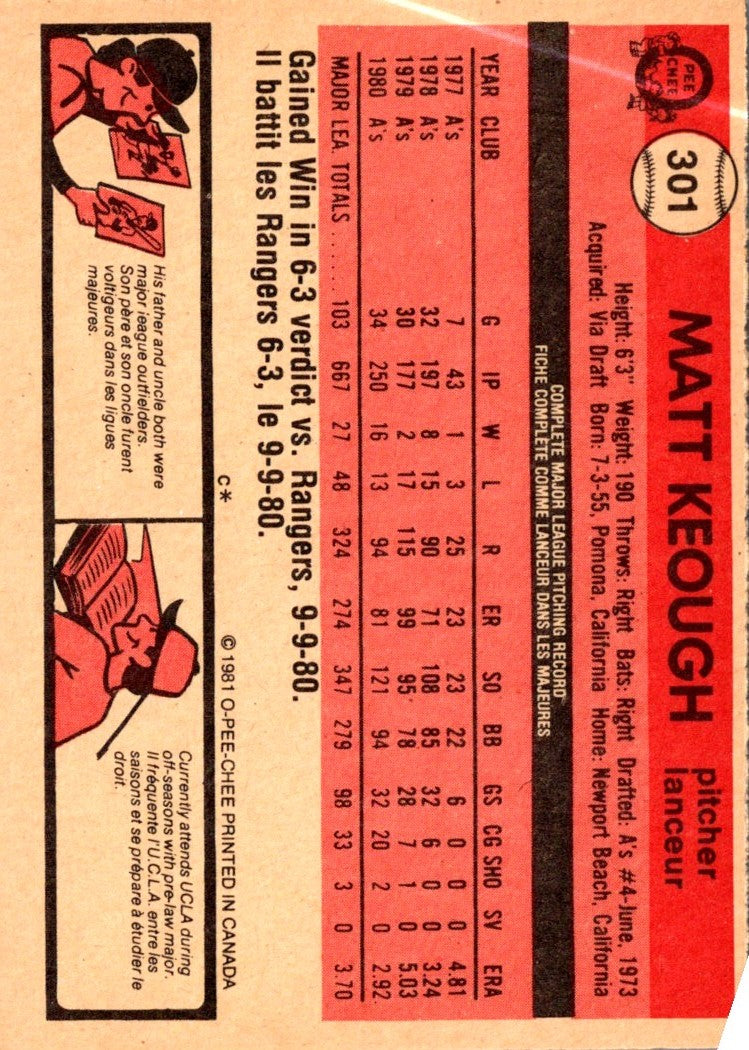 O
PEE
CHEE
301
MATT KEOUGH
pitcher
lanceur
Height: 6'3" Weight: 190 Throws: Right Bats: Right Drafted: A's #4-June, 1973
Acquired: Via Draft Born: 7-3-55, Pomona, California Home: Newport Beach, California
COMPLETE MAJOR LEAGUE PITCHING RECORD
FICHE COMPLETE COMME LANCEUR DANS LES MAJEURES
YEAR CLUB G IP W L R ER SO BB GS CG SHO SV ERA
1977 A's 7 43 1 3 25 23 23 22 6 0 0 0 4.81
1978 A's 32 197 8 15 90 71 108 85 32 6 0 0 3.24
1979 A's 30 177 2 17 115 99 95 78 28 7 1 0 5.03
1980 A's 34 250 16 13 94 81 121 94 32 20 2 0 2.92
MAJOR LEA. TOTALS ....... 103 667 27 48 324 274 347 279 98 33 3 0 3.70
Gained Win in 6-3 verdict vs. Rangers, 9-9-80.
Il battit les Rangers 6-3, le 9-9-80.
C* © 1981 O-PEE-CHEE PRINTED IN CANADA
His father and uncle both were
major league outfielders.
Son père et son oncle furent
voltigeurs dans les ligues
majeures.
Currently attends UCLA during
off-seasons with pre-law major.
Il fréquente l'U.C.L.A. entre les
saisons et se prépare à étudier le
droit.